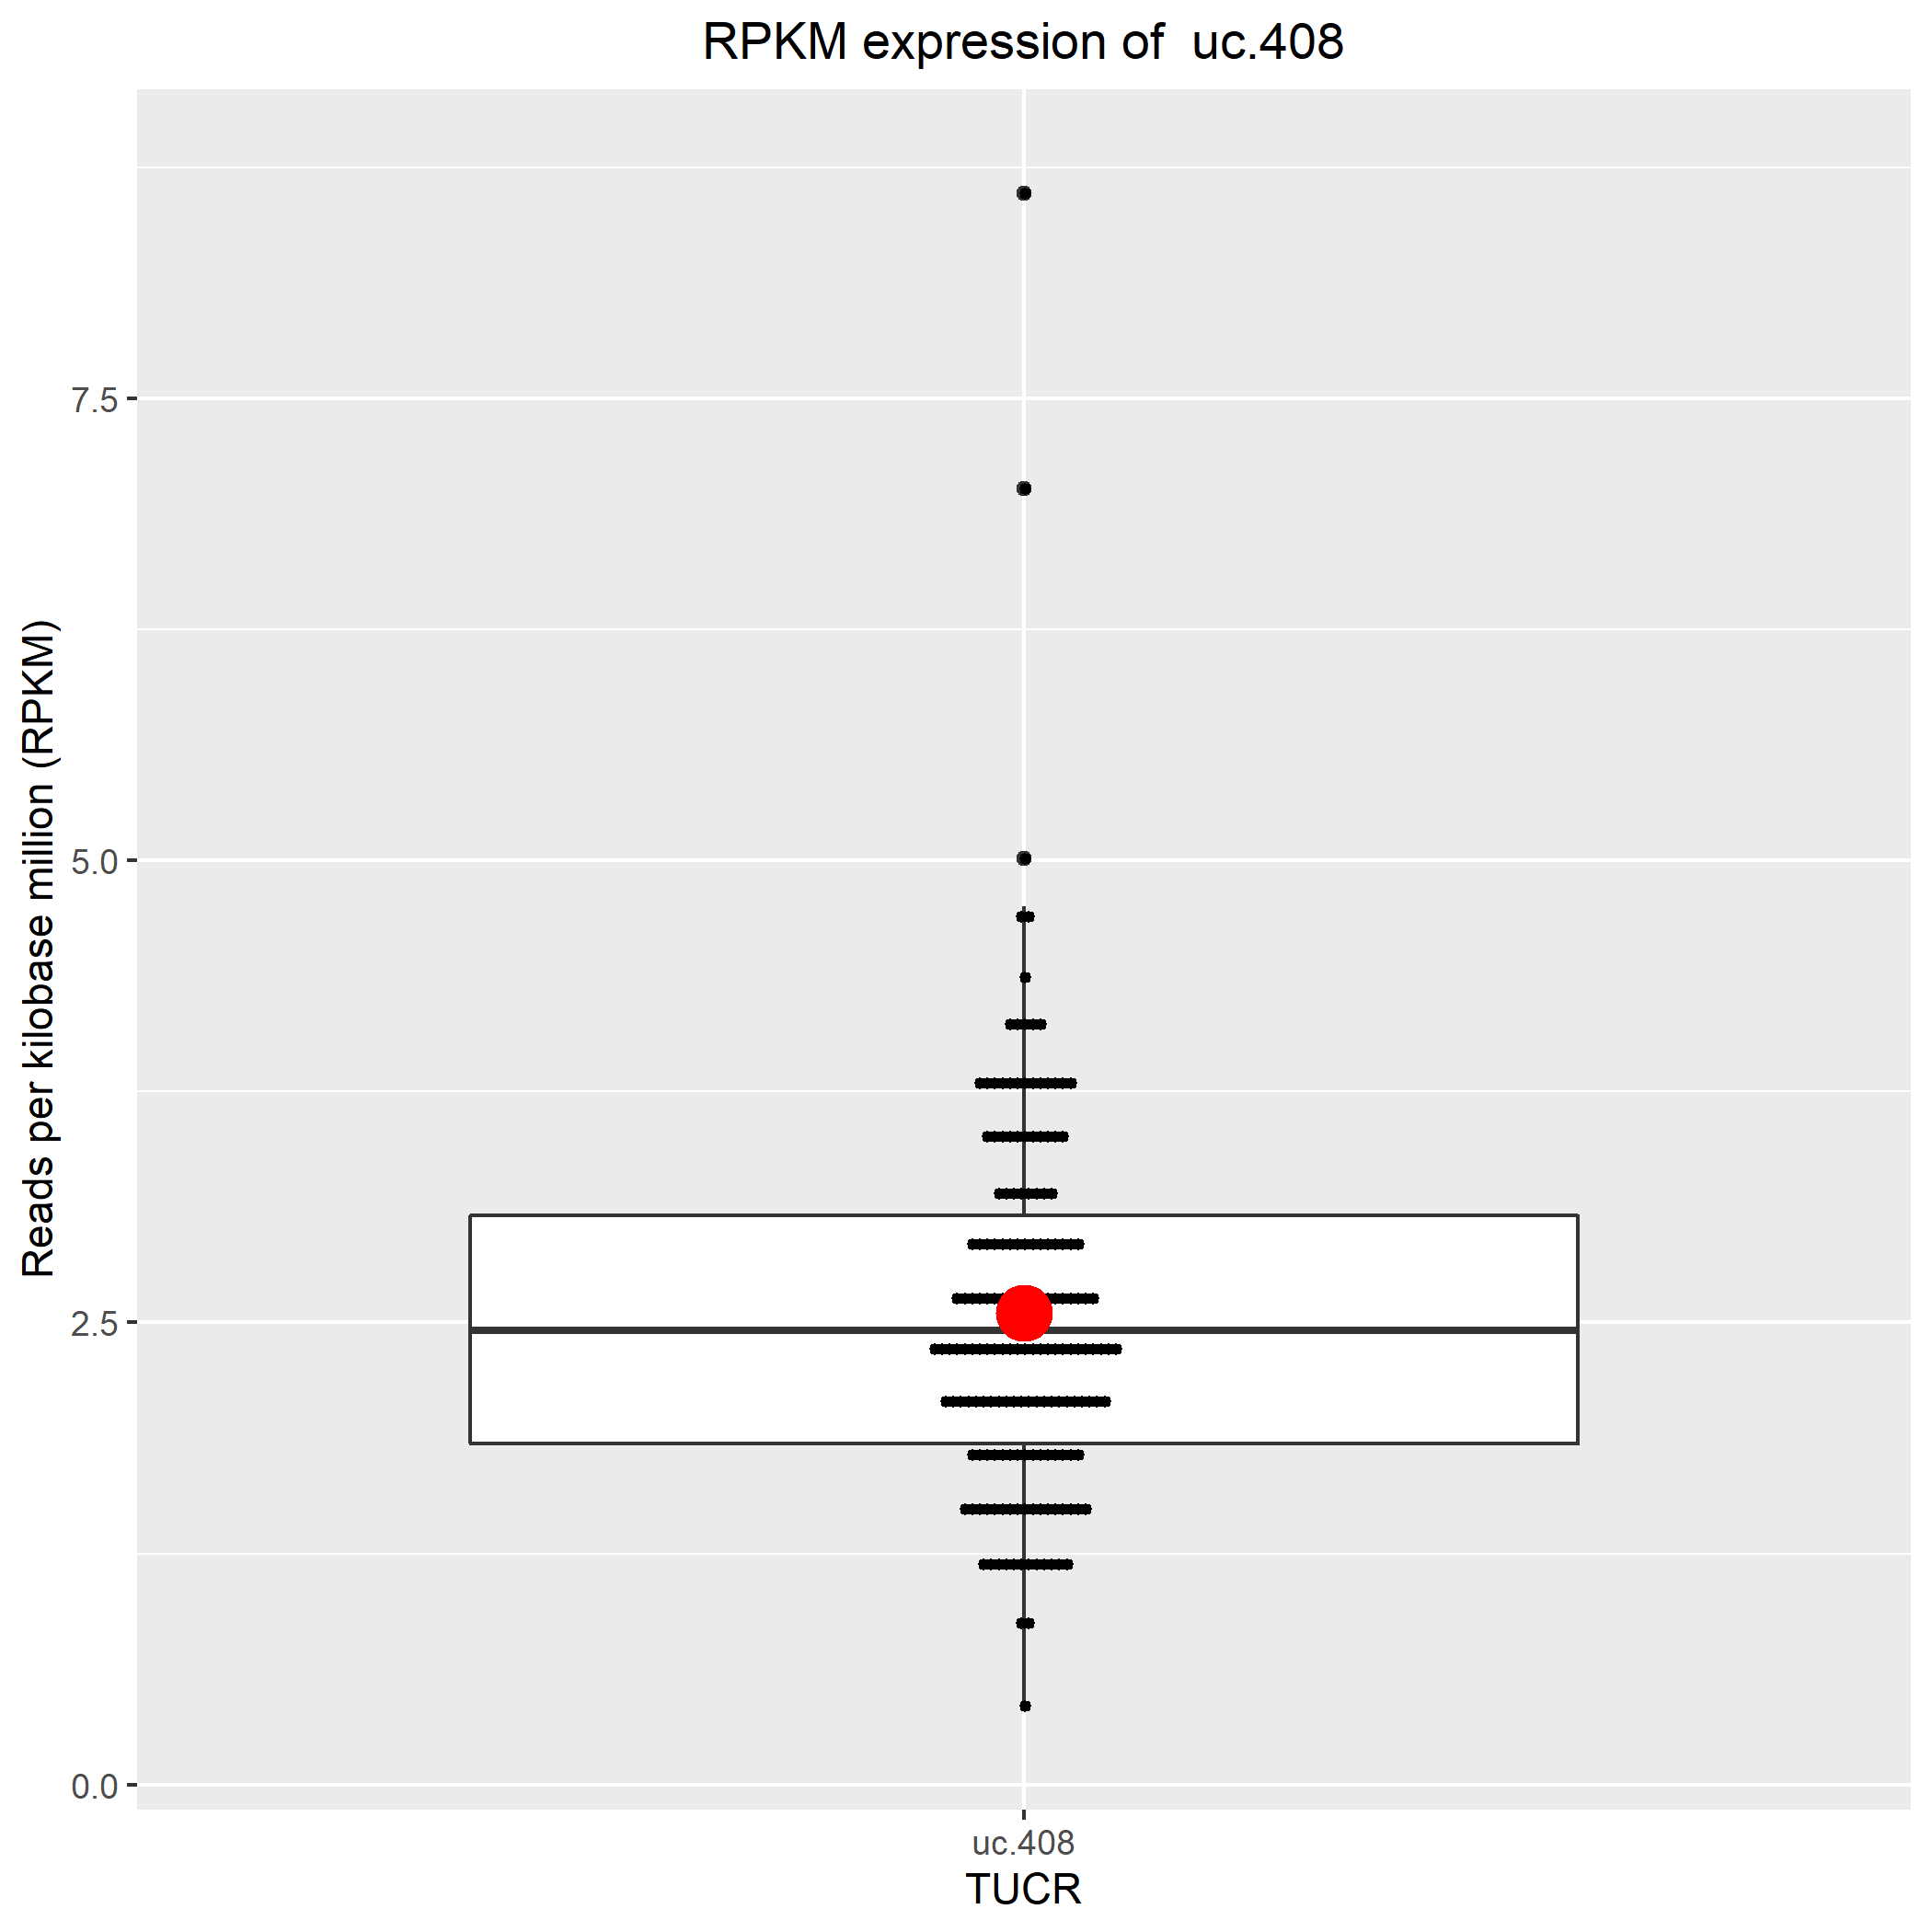 RPKM expression of  uc.408
Reads per kilobase million (RPKM)
7.5
5.0
2.5
0.0
uc.408
TUCR